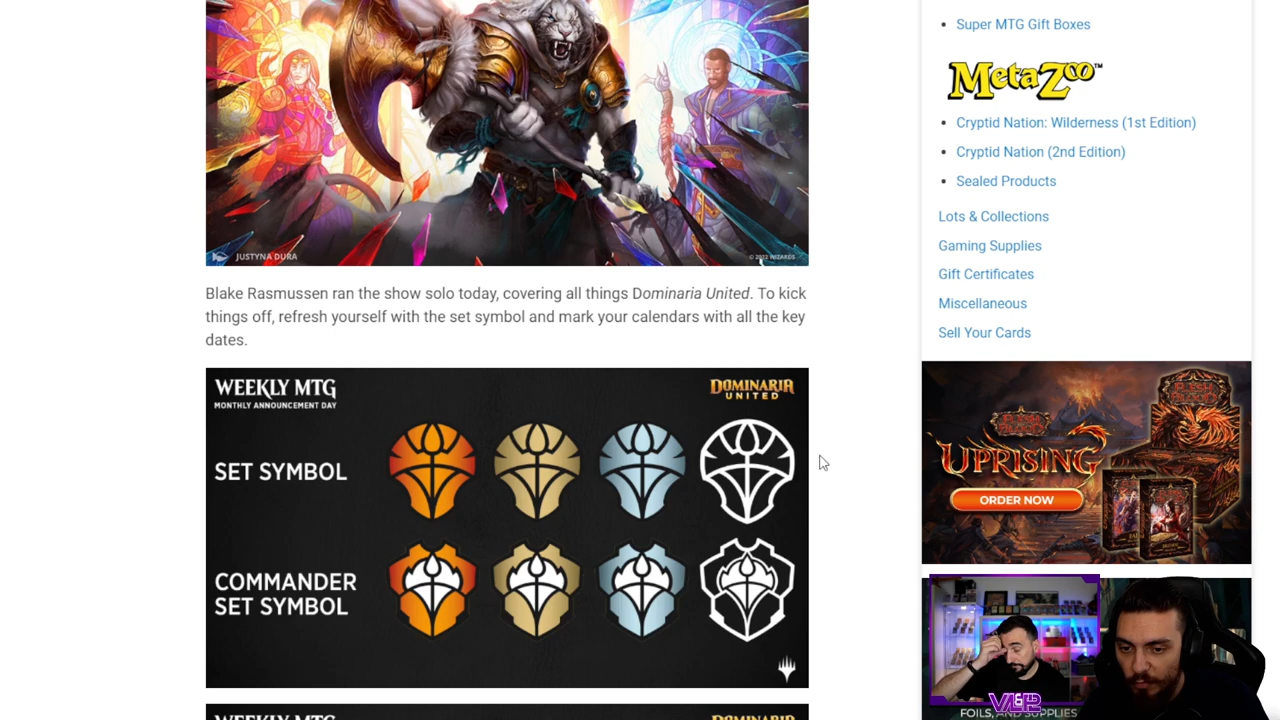 JUSTYNA DURA
© 2022 WIZARDS
Blake Rasmussen ran the show solo today, covering all things Dominaria United. To kick
things off, refresh yourself with the set symbol and mark your calendars with all the key
dates.
WEEKLY MTG
MONTHLY ANNOUNCEMENT DAY
DOMINARIA
UNITED
SET SYMBOL
COMMANDER
SET SYMBOL
WEEKLY MTG
DOMINARIA
• Super MTG Gift Boxes
MetaZoo™
• Cryptid Nation: Wilderness (1st Edition)
• Cryptid Nation (2nd Edition)
• Sealed Products
Lots & Collections
Gaming Supplies
Gift Certificates
Miscellaneous
Sell Your Cards
UPRISING
ORDER NOW
FOILS, AND SUPPLIES